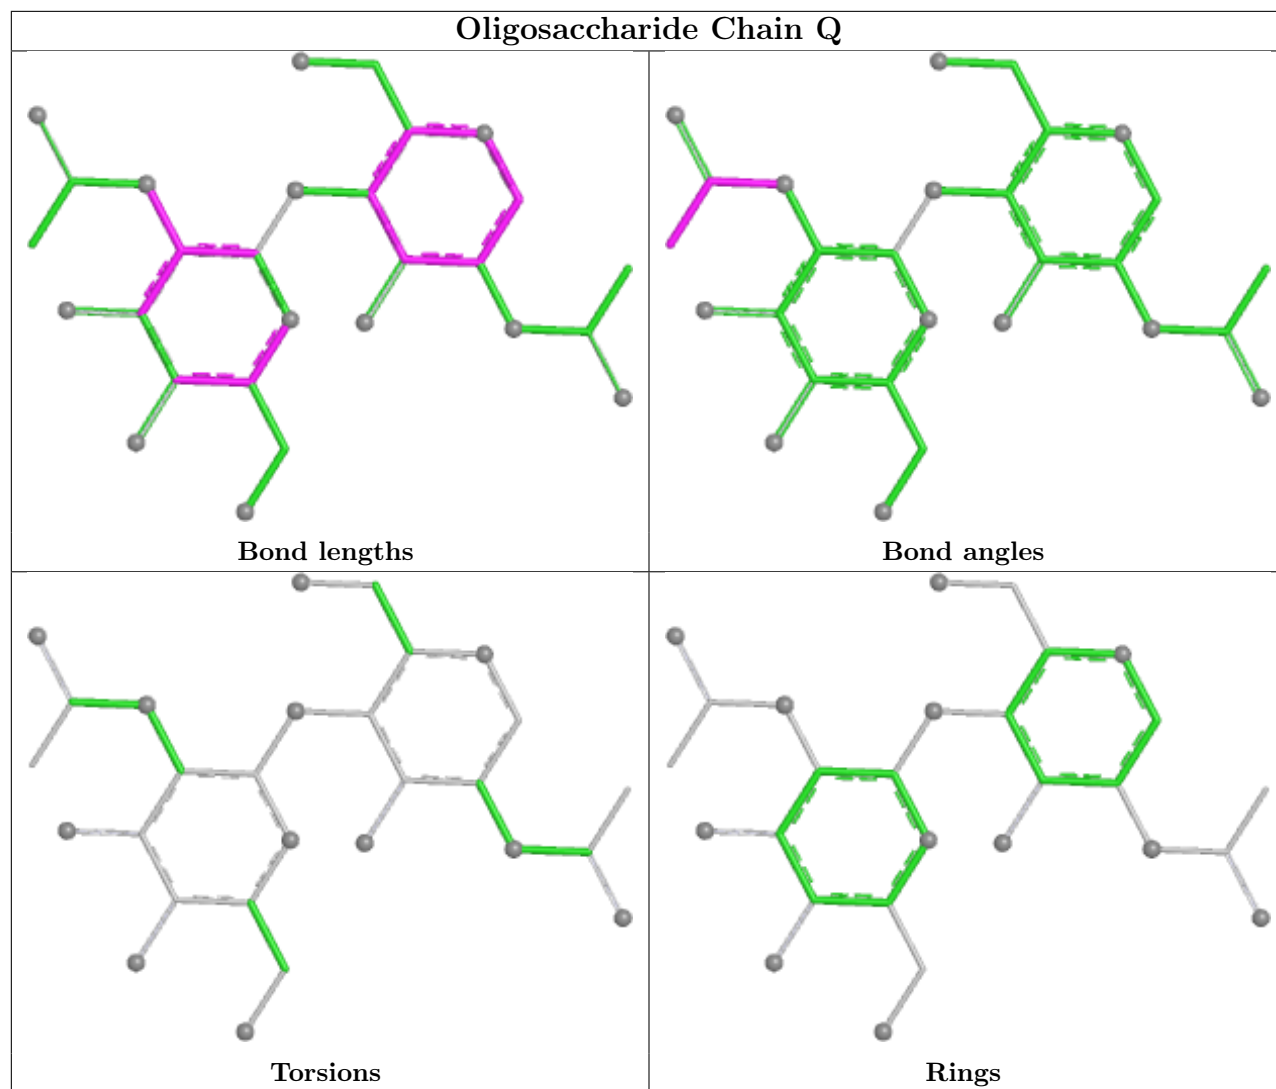 Oligosaccharide Chain Q
Bond lengths
Bond angles
Torsions
Rings